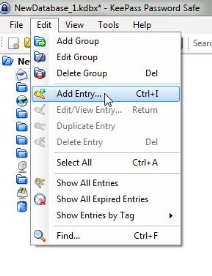 NewDatabase_1.kdbx* - KeePass Password Safe
File Edit View Tools Help
Add Group
Edit Group
Delete Group Del
Add Entry... Ctrl+I
Edit/View Entry... Return
Duplicate Entry
Delete Entry Del
Select All Ctrl+A
Show All Entries
Show All Expired Entries
Show Entries by Tag
Find... Ctrl+F